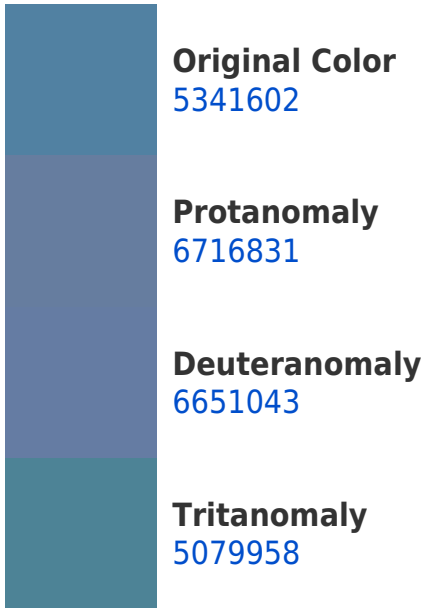 Original Color
5341602
Protanomaly
6716831
Deuteranomaly
6651043
Tritanomaly
5079958